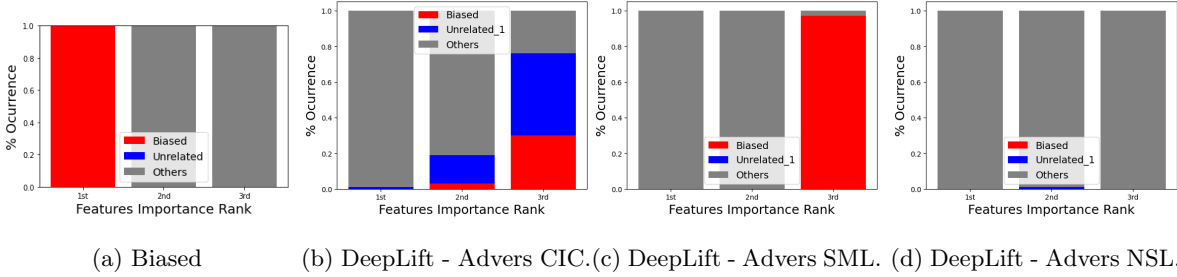 % Ocurrence
1.0
0.8
0.6
0.4
0.2
0.0
Biased
Unrelated
Others
1st 2nd 3rd
Features Importance Rank
% Ocurrence
1.0
0.8
0.6
0.4
0.2
0.0
Biased
Unrelated_1
Others
1st 2nd 3rd
Features Importance Rank
% Ocurrence
1.0
0.8
0.6
0.4
0.2
0.0
Biased
Unrelated_1
Others
1st 2nd 3rd
Features Importance Rank
% Ocurrence
1.0
0.8
0.6
0.4
0.2
0.0
Biased
Unrelated_1
Others
1st 2nd 3rd
Features Importance Rank
(a) Biased (b) DeepLift - Advers CIC. (c) DeepLift - Advers SML. (d) DeepLift - Advers NSL.